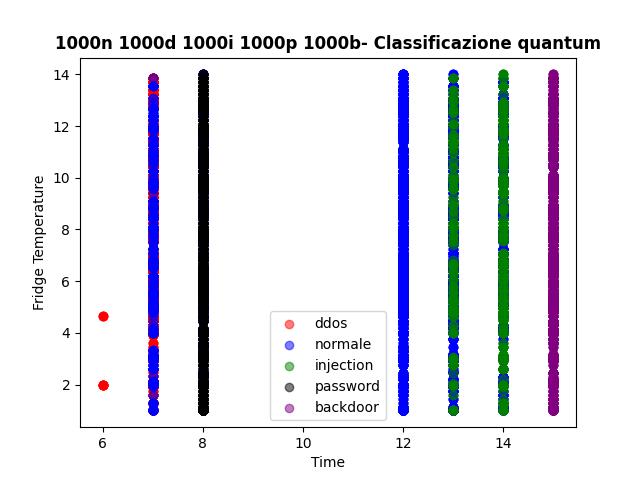 1000n 1000d 1000i 1000p 1000b- Classificazione quantum
14
12
10
8
6
4
2
Fridge Temperature
ddos
normale
injection
password
backdoor
6 8 10 12 14
Time